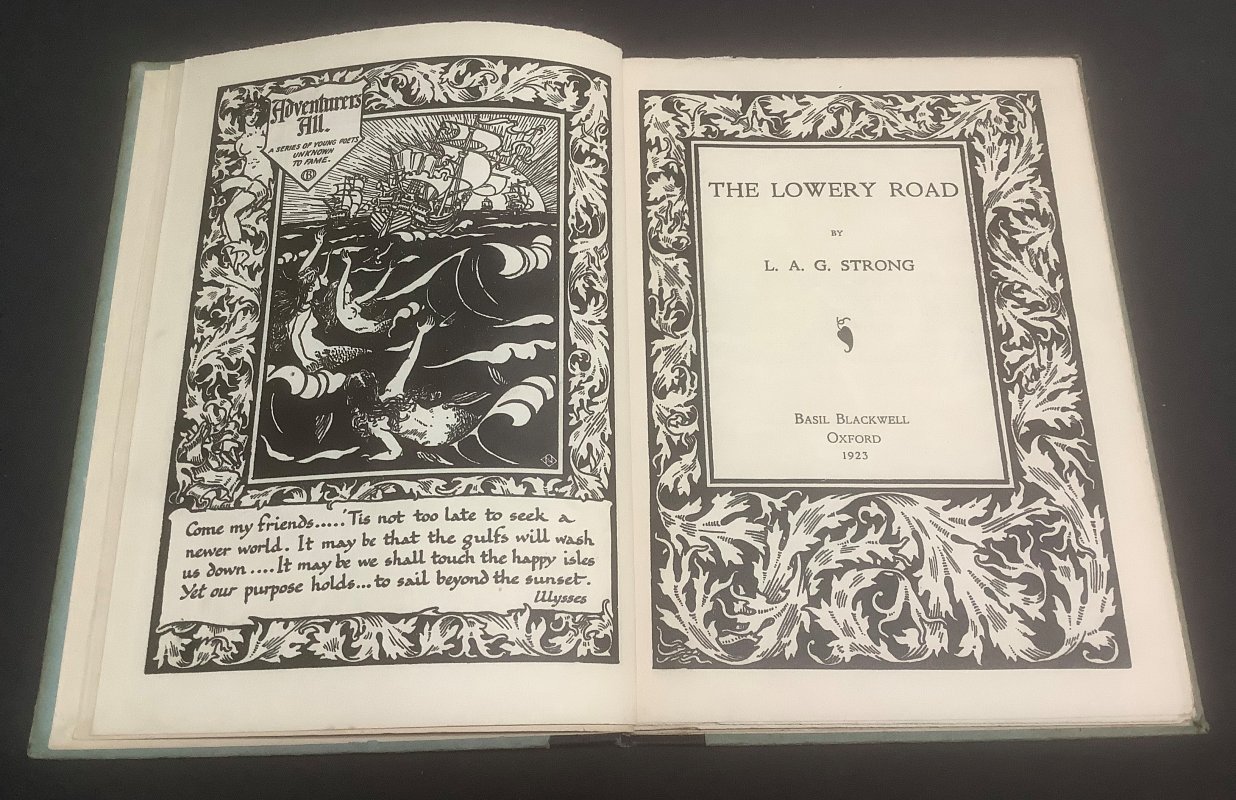 Adventurers
All.
A SERIES OF YOUNG POETS
UNKNOWN
TO FAME.
B
Come my friends.....'Tis not too late to seek a
newer world. It may be that the gulfs will wash
us down....It may be we shall touch the happy isles
Yet our purpose holds...to sail beyond the sunset.
Ulysses
THE LOWERY ROAD
BY
L. A. G. STRONG
BASIL BLACKWELL
OXFORD
1923